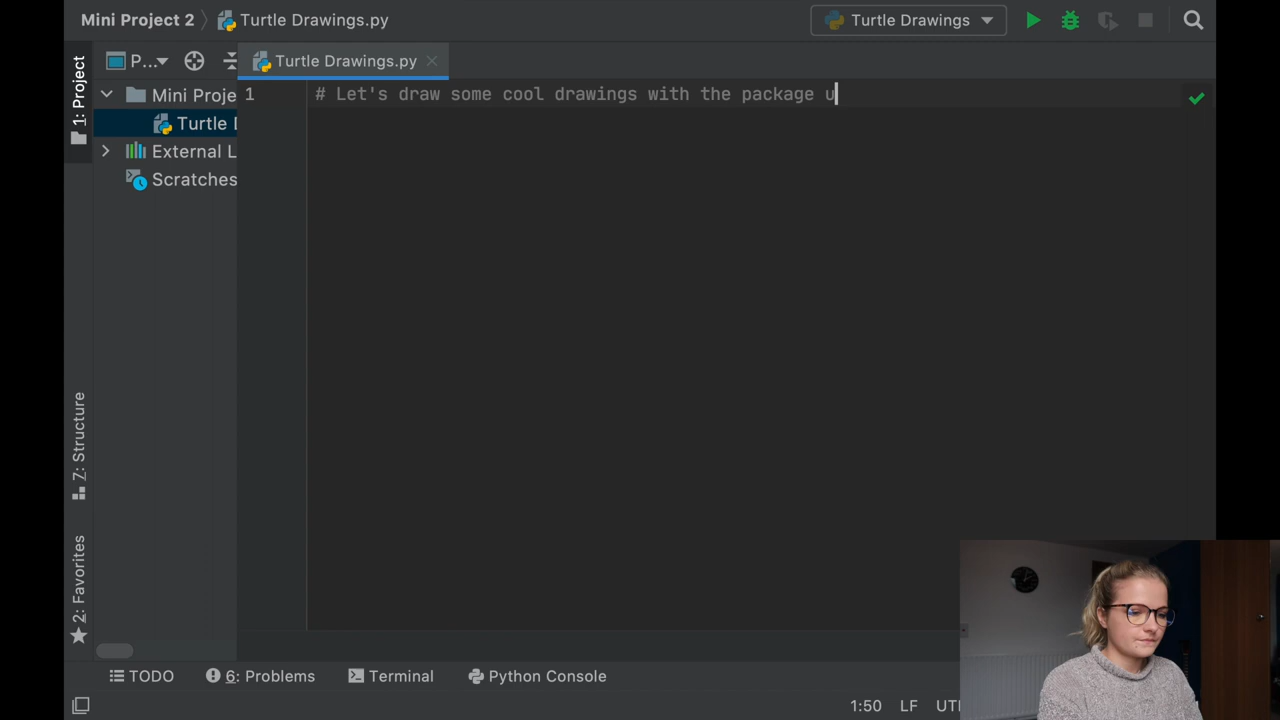 Mini Project 2 Turtle Drawings.py
Turtle Drawings
1: Project
P...
Turtle Drawings.py
Mini Proje
Turtle D
External L
Scratches
1
# Let's draw some cool drawings with the package u
Z: Structure
2: Favorites
TODO
6: Problems
Terminal
Python Console
1:50 LF UTF